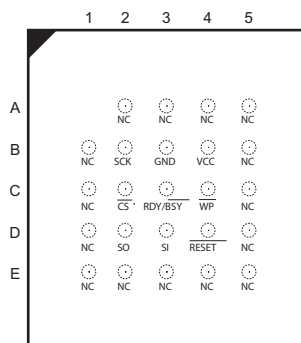 1 2 3 4 5
A
NC NC NC NC
B
NC SCK GND VCC NC
C
NC CS RDY/BSY WP NC
D
NC SO SI RESET NC
E
NC NC NC NC NC